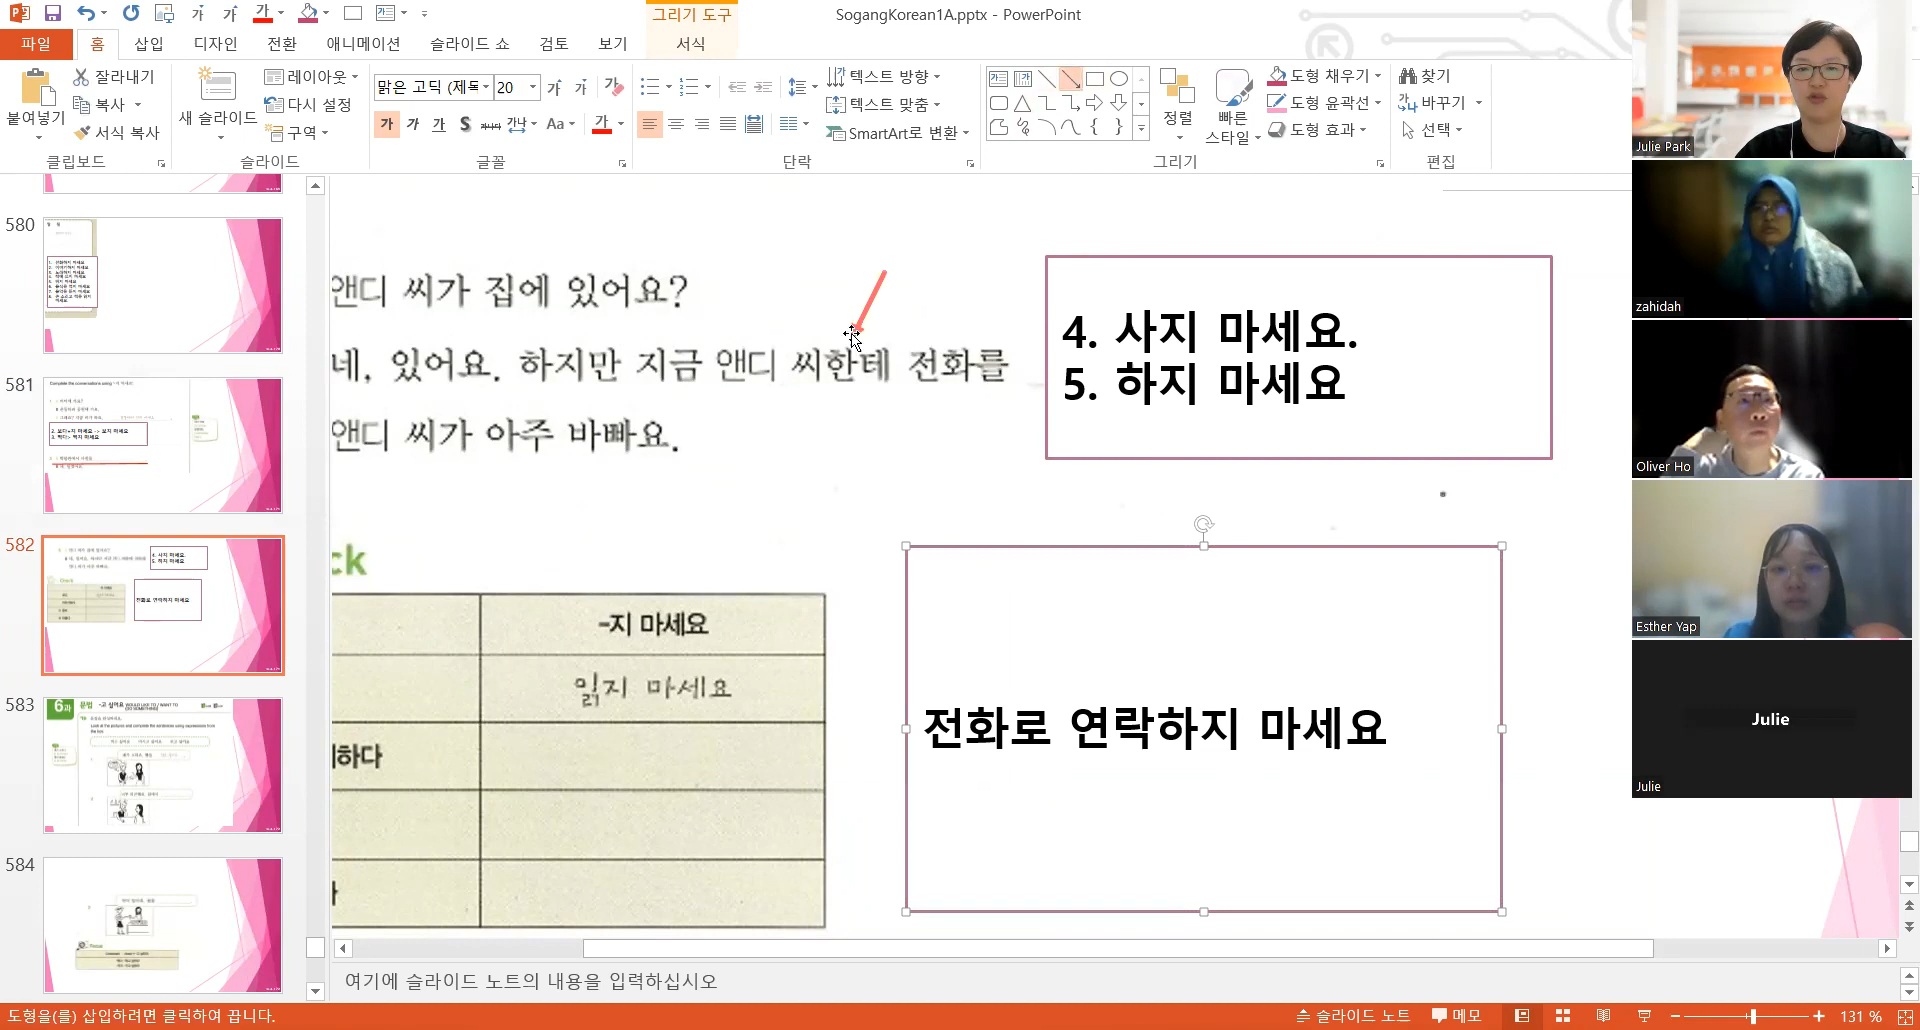 SogangKorean1A.pptx - PowerPoint
그리기 도구
파일 홈 삽입 디자인 전환 애니메이션 슬라이드 쇼 검토 보기 서식
붙여넣기
잘라내기
복사
서식 복사
클립보드
새 슬라이드
레이아웃
다시 설정
구역
슬라이드
맑은 고딕 (제목 20
글꼴
텍스트 방향
텍스트 맞춤
SmartArt로 변환
단락
정렬
빠른 스타일
도형 채우기
도형 윤곽선
도형 효과
그리기
찾기
바꾸기
선택
편집
580
581
582
583
584
앤디 씨가 집에 있어요?
네, 있어요. 하지만 지금 앤디 씨한테 전화를
앤디 씨가 아주 바빠요.
4. 사지 마세요.
5. 하지 마세요
ck
-지 마세요
읽지 마세요
하다
전화로 연락하지 마세요
Julie Park
zahidah
Oliver Ho
Esther Yap
Julie
Julie
여기에 슬라이드 노트의 내용을 입력하십시오
도형을(를) 삽입하려면 클릭하여 끕니다.
슬라이드 노트
메모
131 %